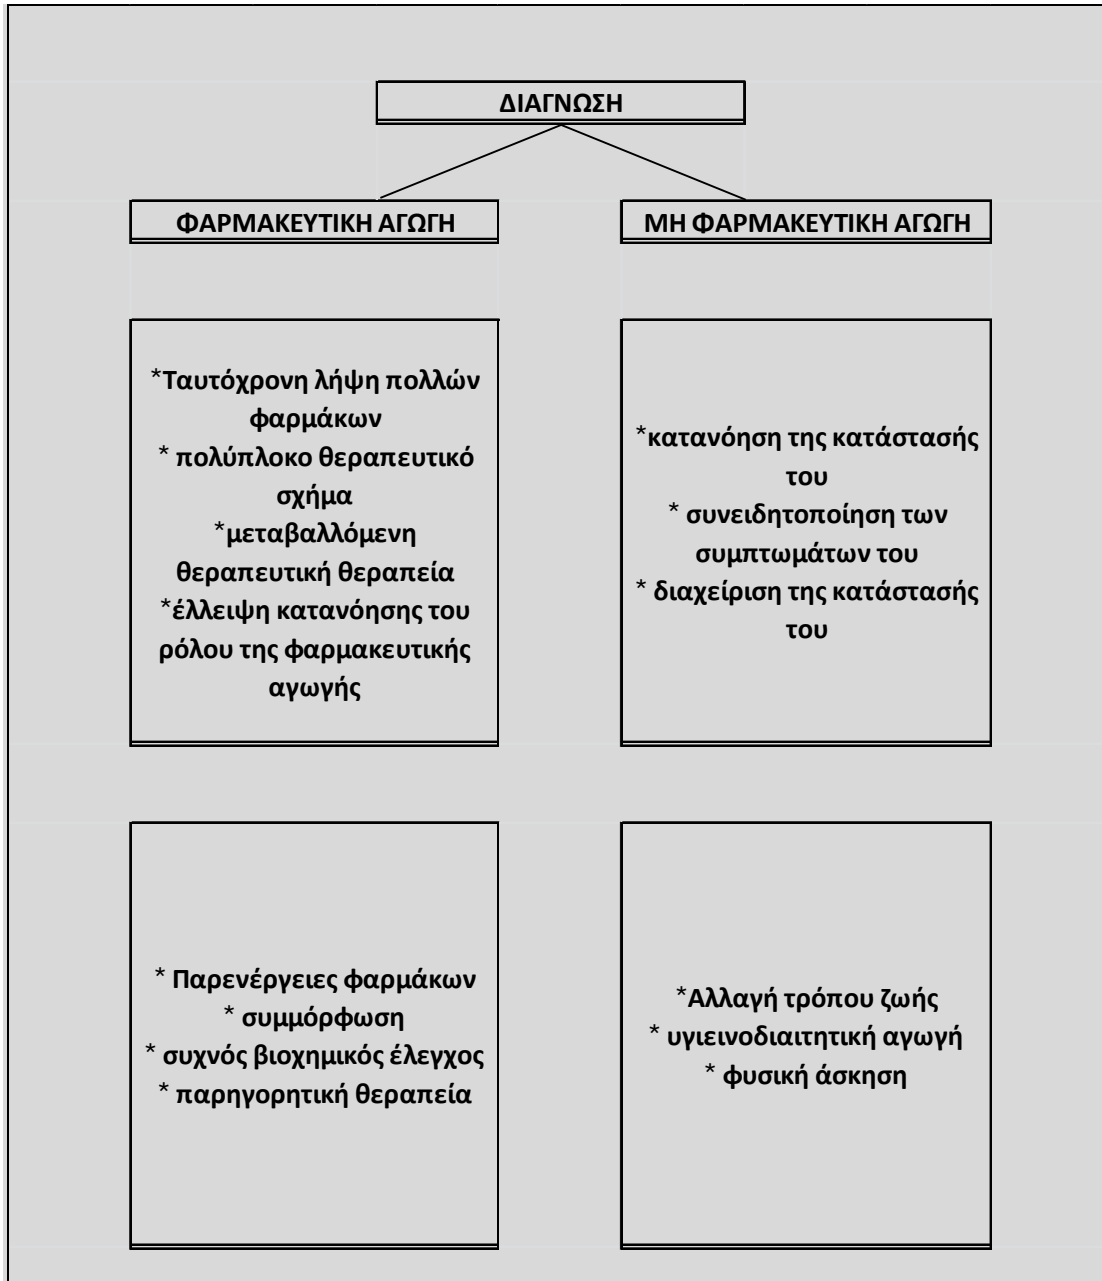 ΔΙΑΓΝΩΣΗ
ΦΑΡΜΑΚΕΥΤΙΚΗ ΑΓΩΓΗ
ΜΗ ΦΑΡΜΑΚΕΥΤΙΚΗ ΑΓΩΓΗ
*Ταυτόχρονη λήψη πολλών
φαρμάκων
* πολύπλοκο θεραπευτικό
σχήμα
*μεταβαλλόμενη
θεραπευτική θεραπεία
*έλλειψη κατανόησης του
ρόλου της φαρμακευτικής
αγωγής
*κατανόηση της κατάστασής
του
* συνειδητοποίηση των
συμπτωμάτων του
* διαχείριση της κατάστασής
του
* Παρενέργειες φαρμάκων
* συμμόρφωση
* συχνός βιοχημικός έλεγχος
* παρηγορητική θεραπεία
*Αλλαγή τρόπου ζωής
* υγιεινοδιαιτητική αγωγή
* φυσική άσκηση